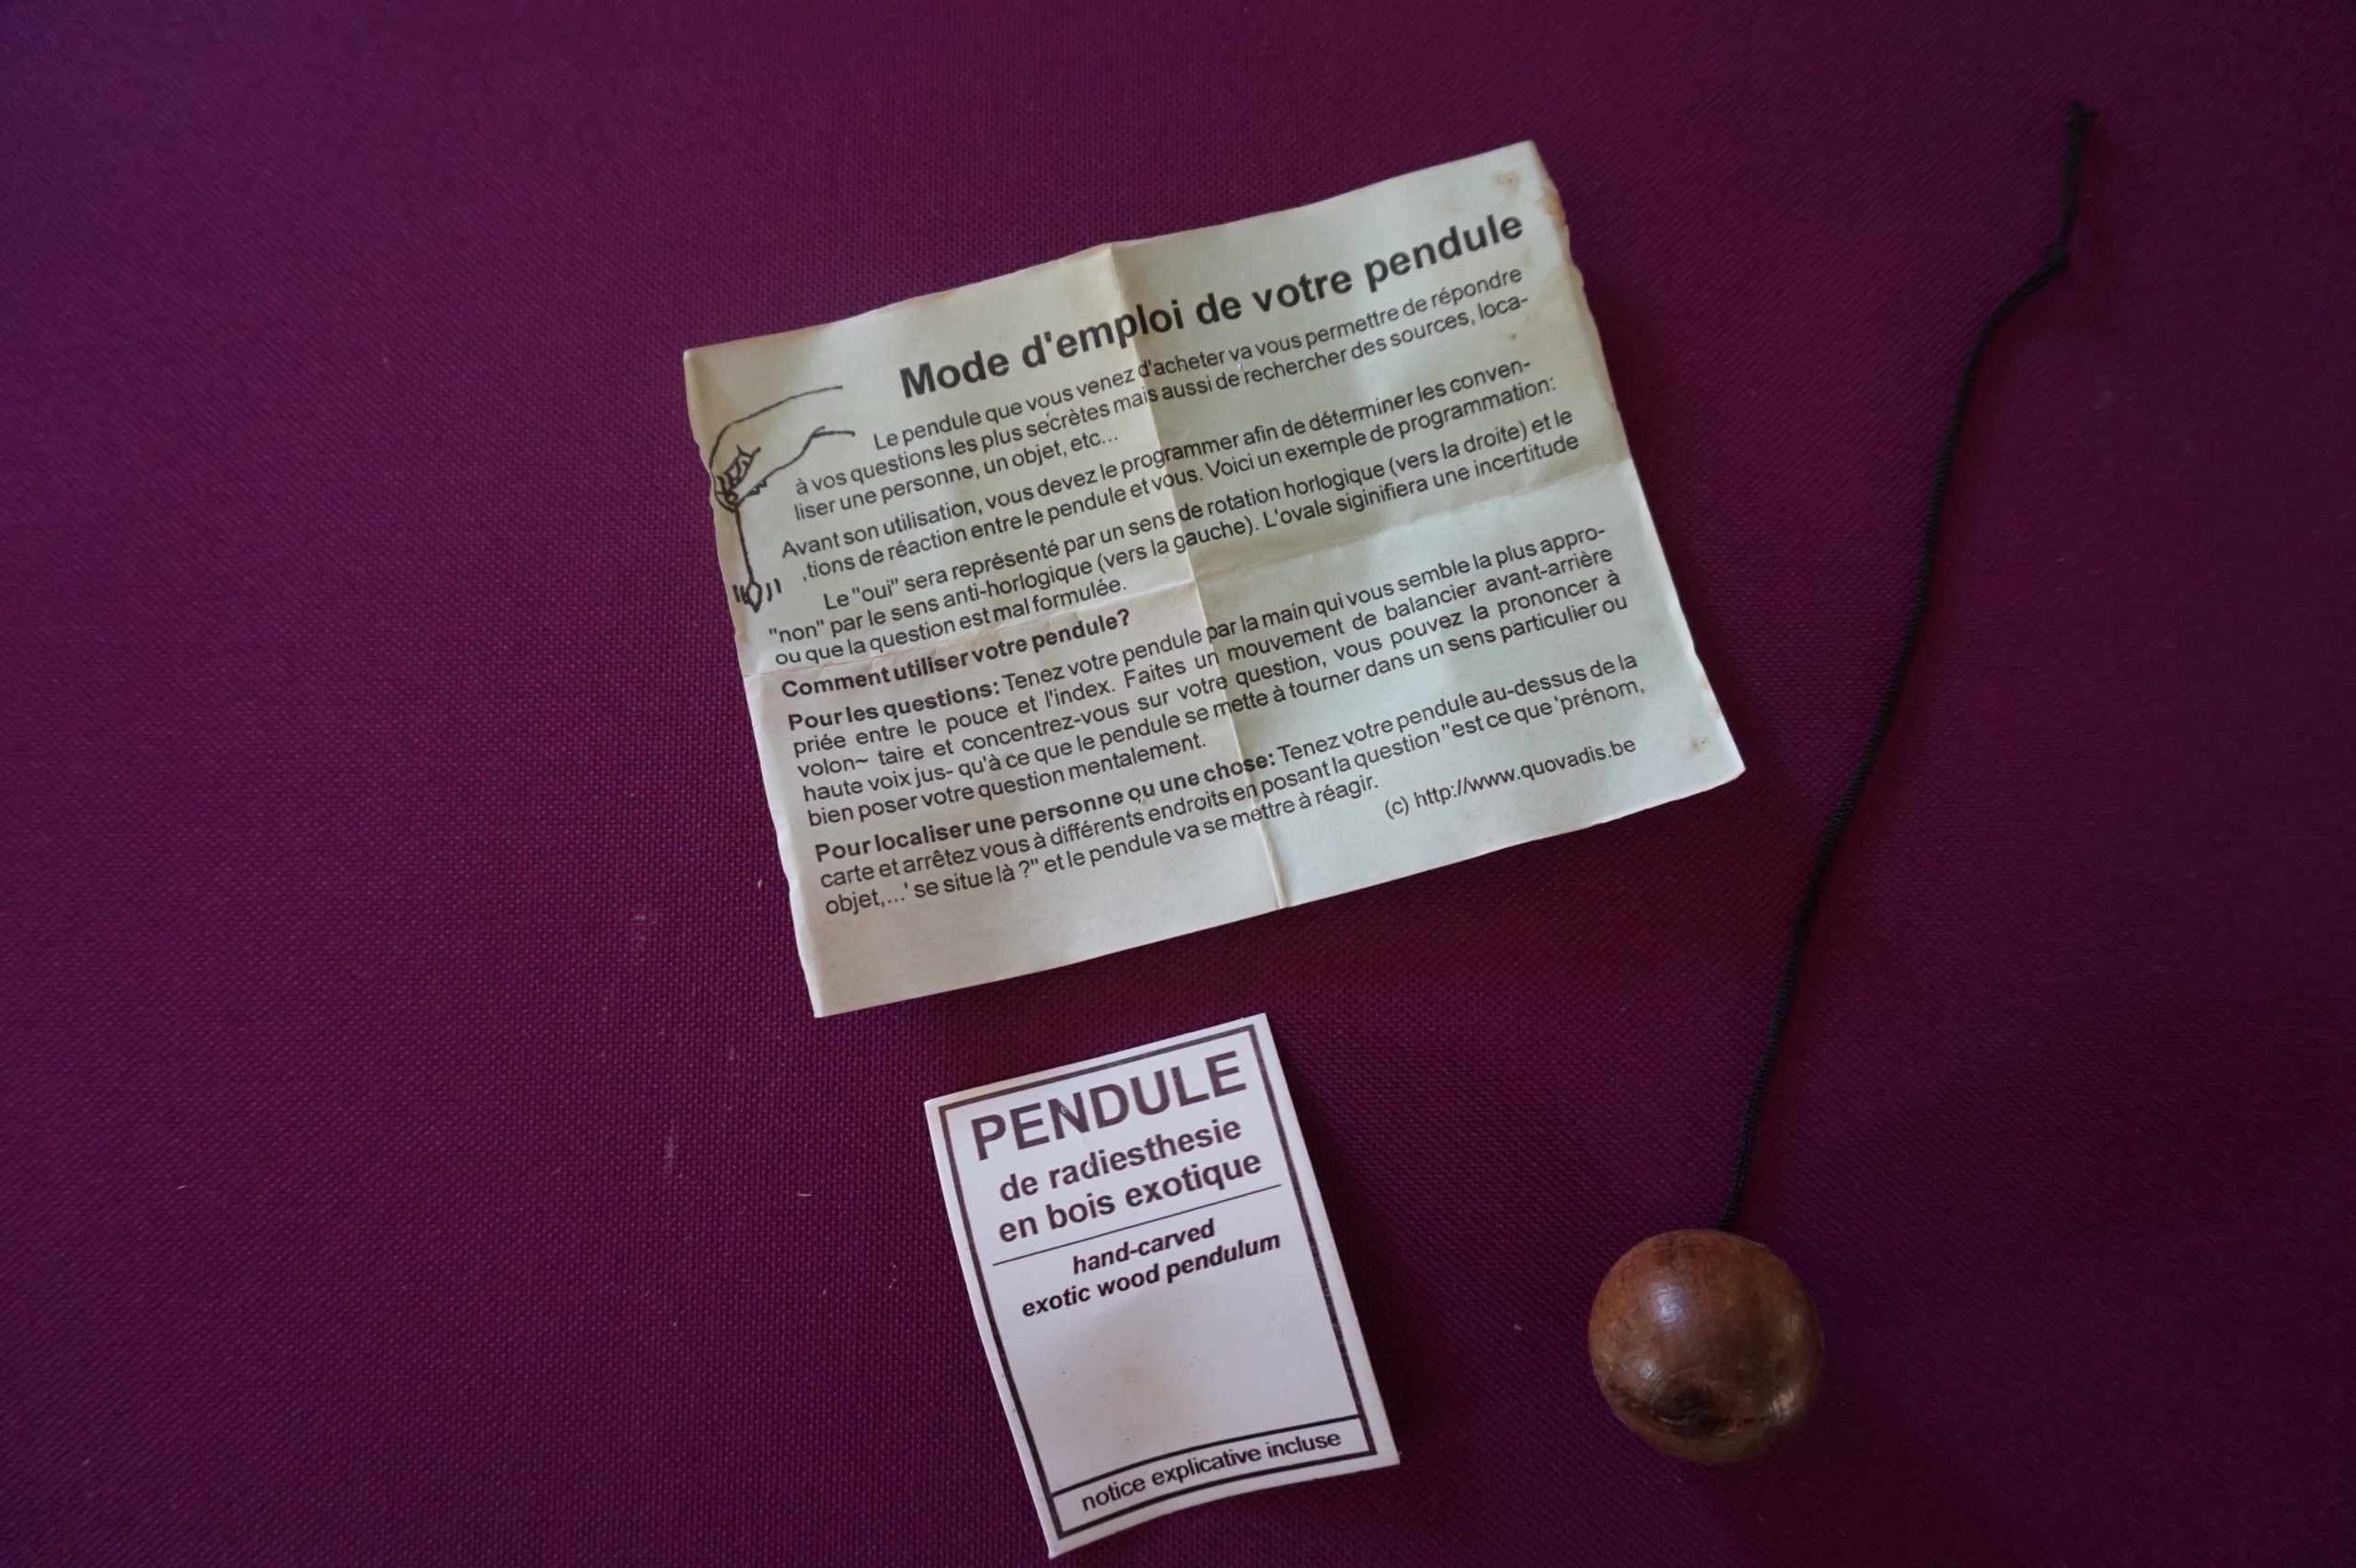 Mode d'emploi de votre pendule
Le pendule que vous venez d'acheter va vous permettre de répondre
à vos questions les plus secrètes mais aussi de rechercher des sources, loca-
liser une personne, un objet, etc...
Avant son utilisation, vous devez le programmer afin de déterminer les conven-
,tions de réaction entre le pendule et vous. Voici un exemple de programmation:
Le "oui" sera représenté par un sens de rotation horlogique (vers la droite) et le
"non" par le sens anti-horlogique (vers la gauche). L'ovale siginifiera une incertitude
ou que la question est mal formulée.
Comment utiliser votre pendule?
Pour les questions: Tenez votre pendule par la main qui vous semble la plus appro-
priée entre le pouce et l'index. Faites un mouvement de balancier avant-arrière
volon~ taire et concentrez-vous sur votre question, vous pouvez la prononcer à
haute voix jus- qu'à ce que le pendule se mette à tourner dans un sens particulier ou
bien poser votre question mentalement.
Pour localiser une personne ou une chose: Tenez votre pendule au-dessus de la
carte et arrêtez vous à différents endroits en posant la question "est ce que 'prénom,
objet,...' se situe là ?" et le pendule va se mettre à réagir.
(c) http://www.quovadis.be
PENDULE
de radiesthesie
en bois exotique
hand-carved
exotic wood pendulum
notice explicative incluse